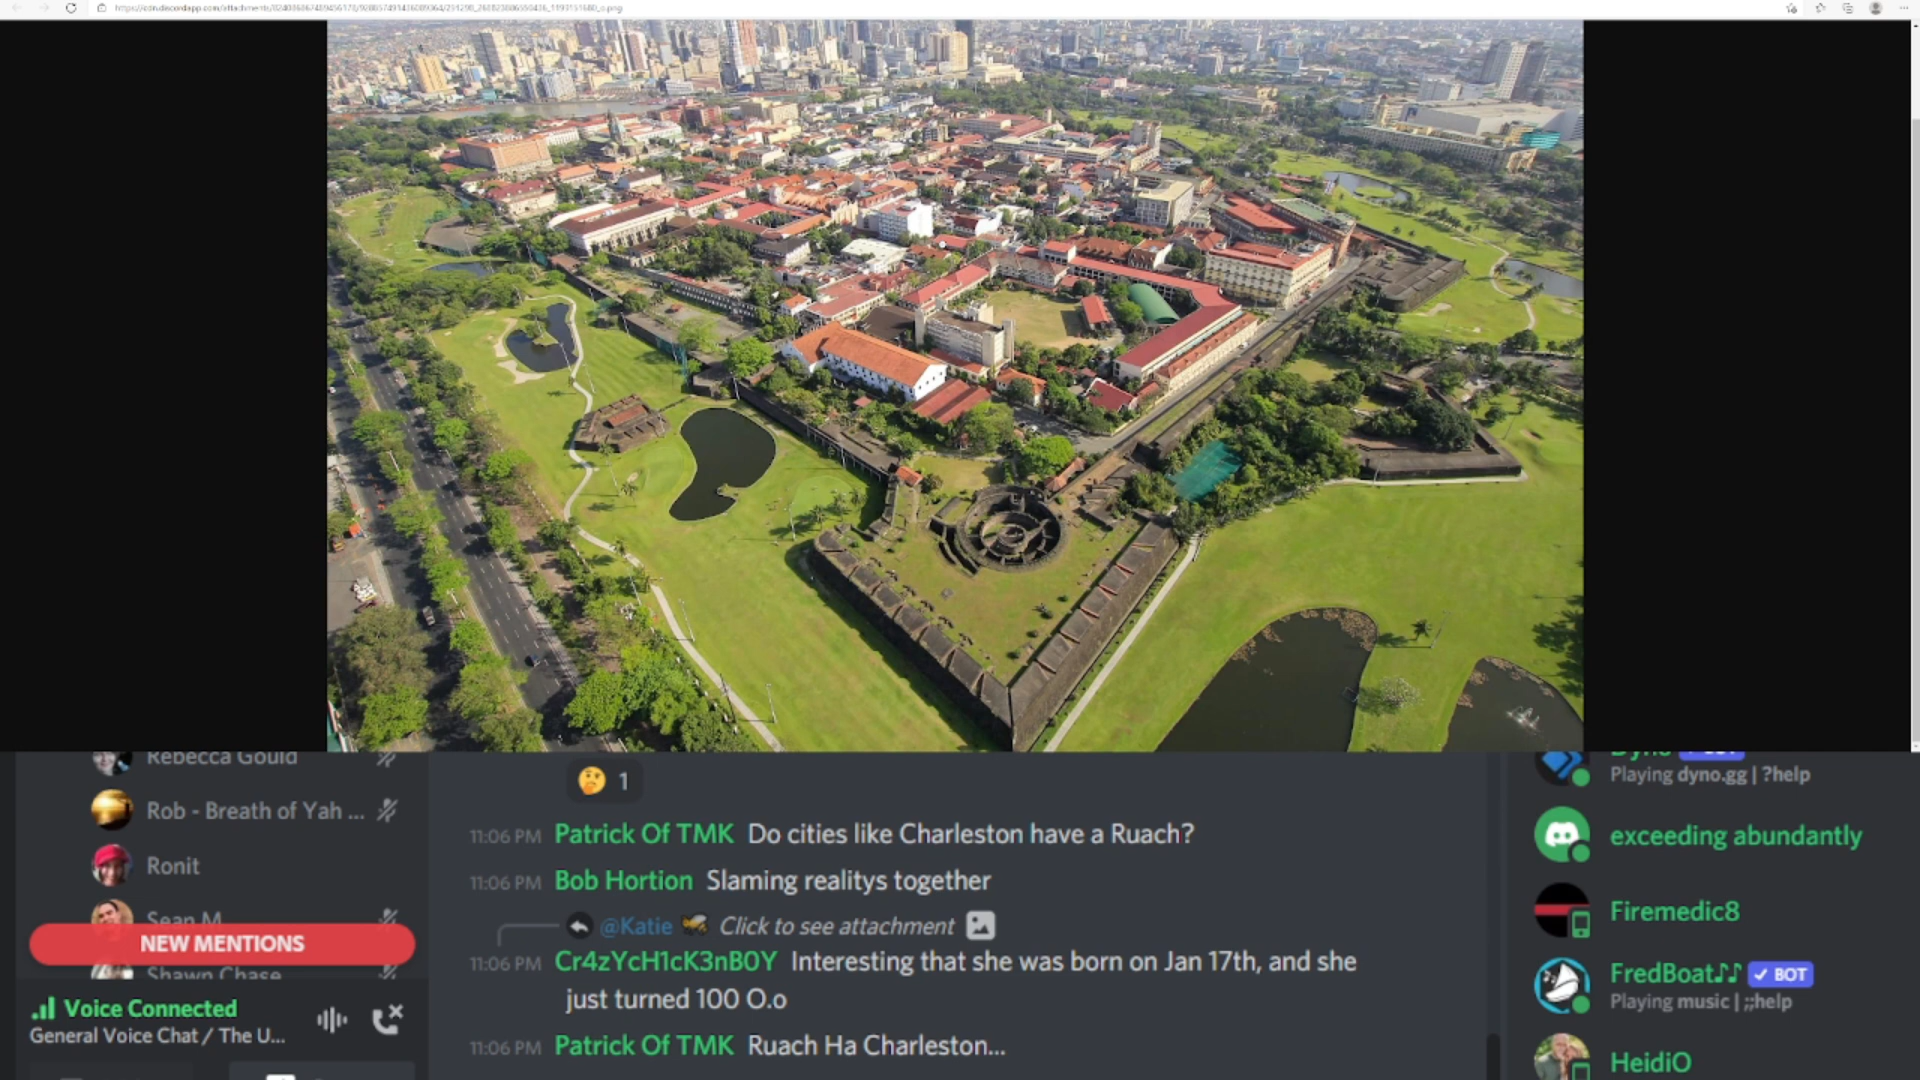 Rebecca Gould
Rob - Breath of Yah ...
Ronit
Sean M
NEW MENTIONS
Shawn Chase
Voice Connected
General Voice Chat / The U...
1
11:06 PM Patrick Of TMK Do cities like Charleston have a Ruach?
11:06 PM Bob Hortion Slaming realitys together
@Katie Click to see attachment
11:06 PM Cr4zYcH1cK3nB0Y Interesting that she was born on Jan 17th, and she
just turned 100 O.o
11:06 PM Patrick Of TMK Ruach Ha Charleston...
Dyno
Playing dyno.gg | ?help
exceeding abundantly
Firemedic8
FredBoat♪♪ ✓ BOT
Playing music | ;;help
HeidiO